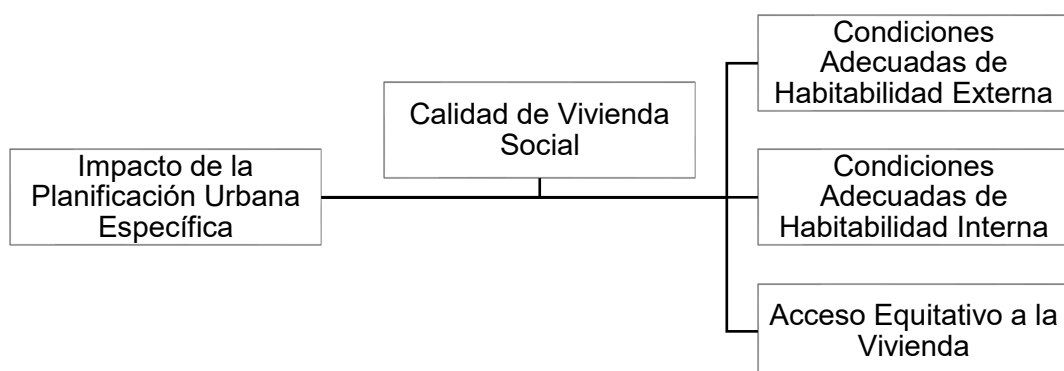 Impacto de la
Planificación Urbana
Específica
Calidad de Vivienda
Social
Condiciones
Adecuadas de
Habitabilidad Externa
Condiciones
Adecuadas de
Habitabilidad Interna
Acceso Equitativo a la
Vivienda